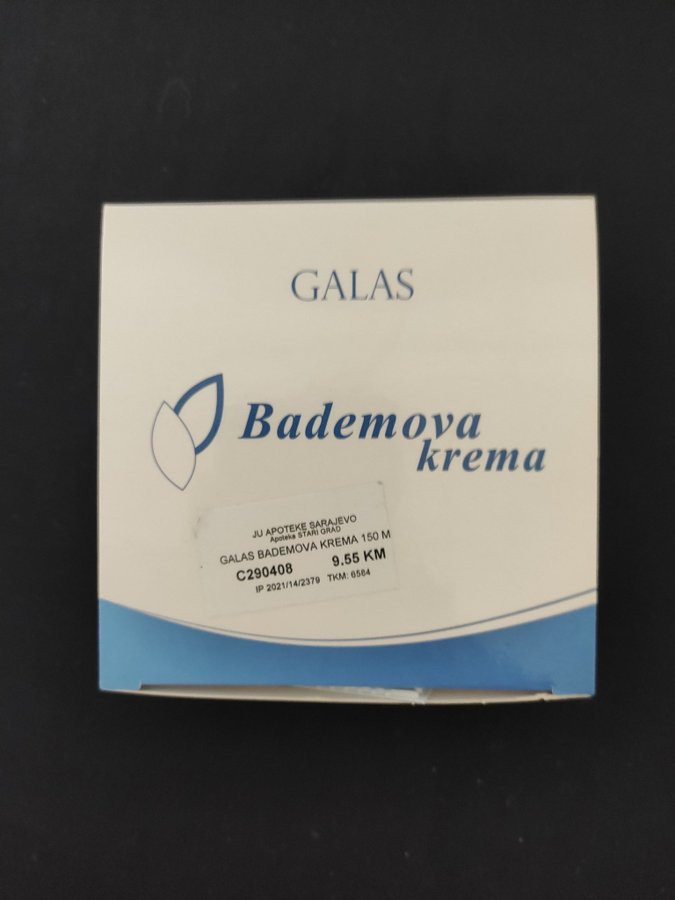 GALAS
Bademova
krema
JU APOTEKE SARAJEVO
Apoteka STARI GRAD
GALAS BADEMOVA KREMA 150 M
C290408 9.55 KM
IP 2021/14/2379 TKM: 6584